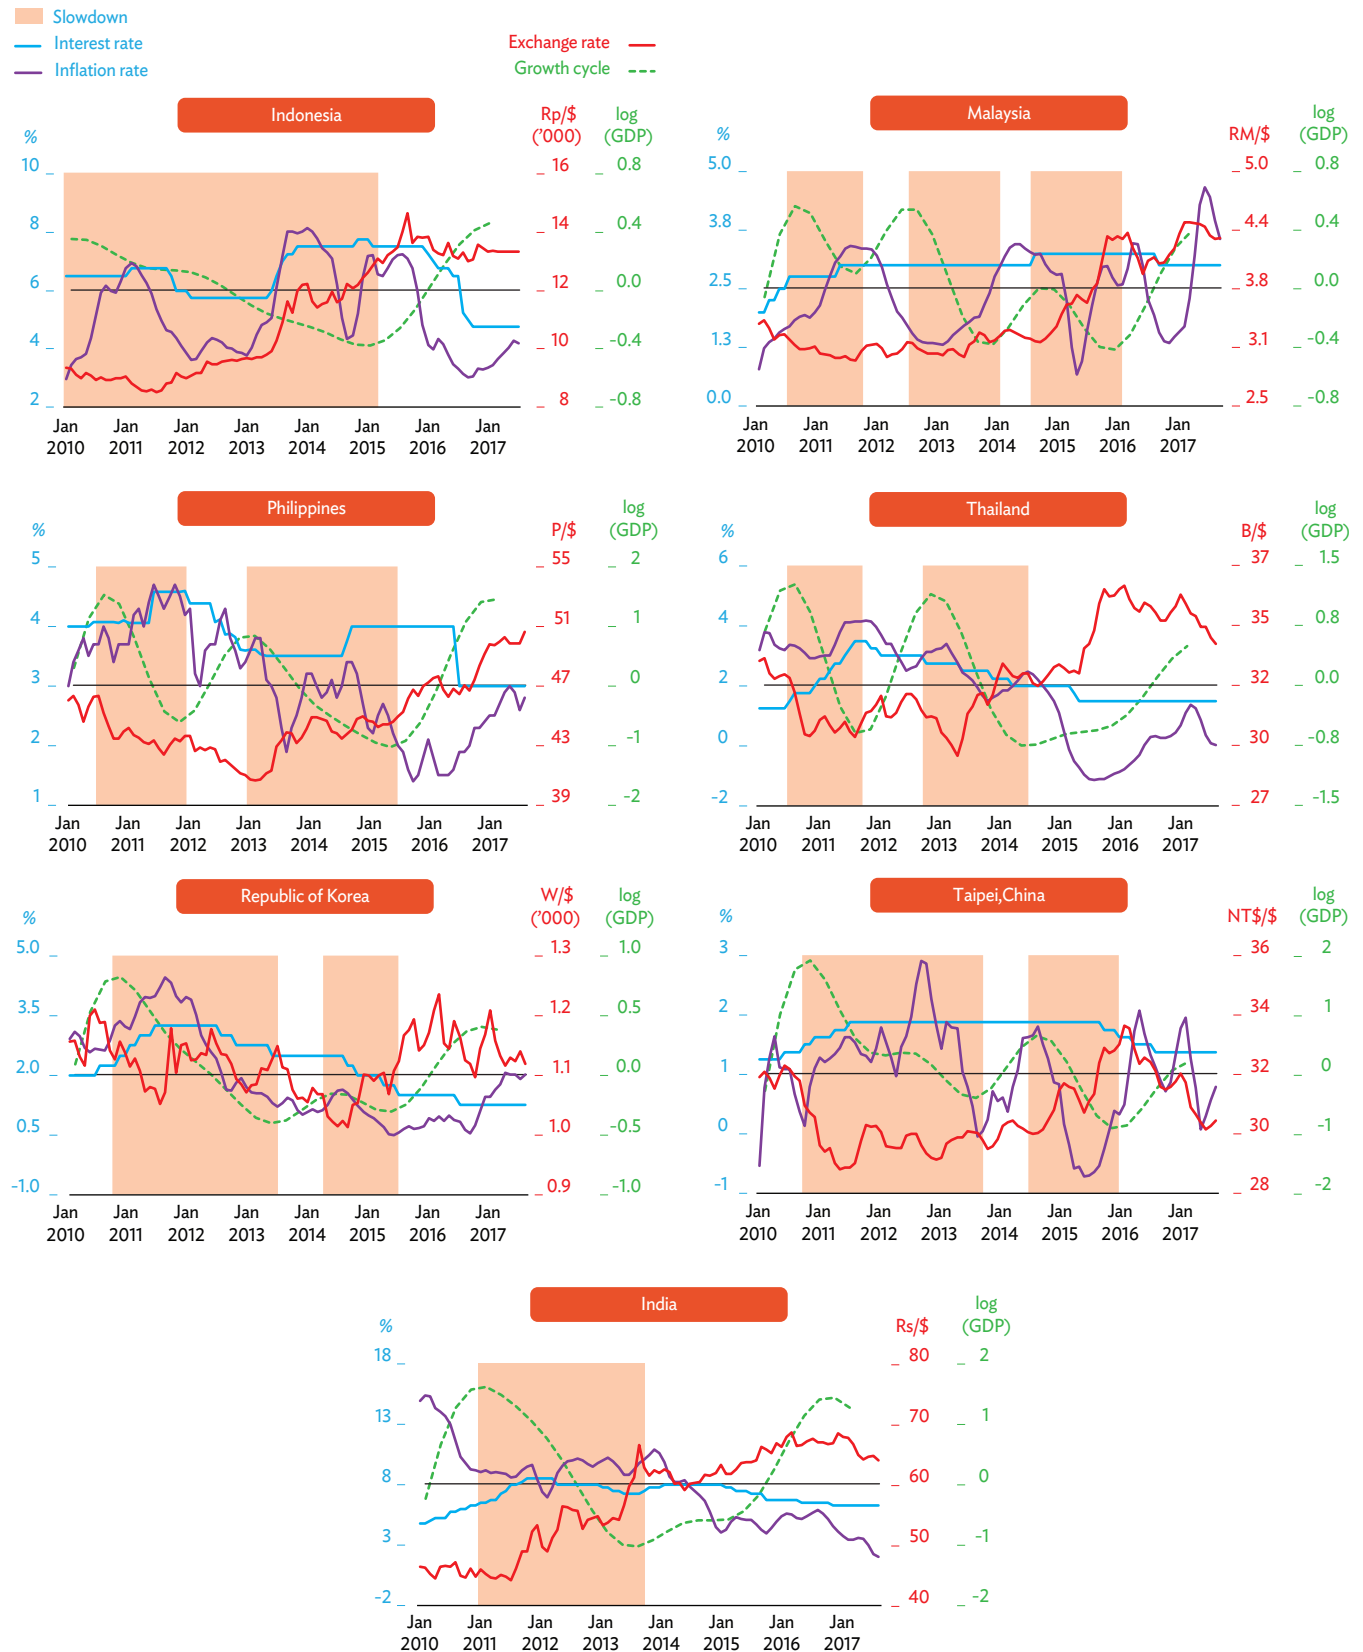 Slowdown
Interest rate
Inflation rate
Exchange rate
Growth cycle
Indonesia
%
Rp/$
('000)
log
(GDP)
10
8
6
4
2
16
14
12
10
8
0.8
0.4
0.0
-0.4
-0.8
Jan Jan Jan Jan Jan Jan Jan Jan
2010 2011 2012 2013 2014 2015 2016 2017
Malaysia
%
RM/$
log
(GDP)
5.0
3.8
2.5
1.3
0.0
5.0
4.4
3.8
3.1
2.5
0.8
0.4
0.0
-0.4
-0.8
Jan Jan Jan Jan Jan Jan Jan Jan
2010 2011 2012 2013 2014 2015 2016 2017
Philippines
%
P/$
log
(GDP)
5
4
3
2
1
55
51
47
43
39
2
1
0
-1
-2
Jan Jan Jan Jan Jan Jan Jan Jan
2010 2011 2012 2013 2014 2015 2016 2017
Thailand
%
B/$
log
(GDP)
6
4
2
0
-2
37
35
32
30
27
1.5
0.8
0.0
-0.8
-1.5
Jan Jan Jan Jan Jan Jan Jan Jan
2010 2011 2012 2013 2014 2015 2016 2017
Republic of Korea
%
W/$
('000)
log
(GDP)
5.0
3.5
2.0
0.5
-1.0
1.3
1.2
1.1
1.0
0.9
1.0
0.5
0.0
-0.5
-1.0
Jan Jan Jan Jan Jan Jan Jan Jan
2010 2011 2012 2013 2014 2015 2016 2017
Taipei,China
%
NT$/$
log
(GDP)
3
2
1
0
-1
36
34
32
30
28
2
1
0
-1
-2
Jan Jan Jan Jan Jan Jan Jan Jan
2010 2011 2012 2013 2014 2015 2016 2017
India
%
Rs/$
log
(GDP)
18
13
8
3
-2
80
70
60
50
40
2
1
0
-1
-2
Jan Jan Jan Jan Jan Jan Jan Jan
2010 2011 2012 2013 2014 2015 2016 2017